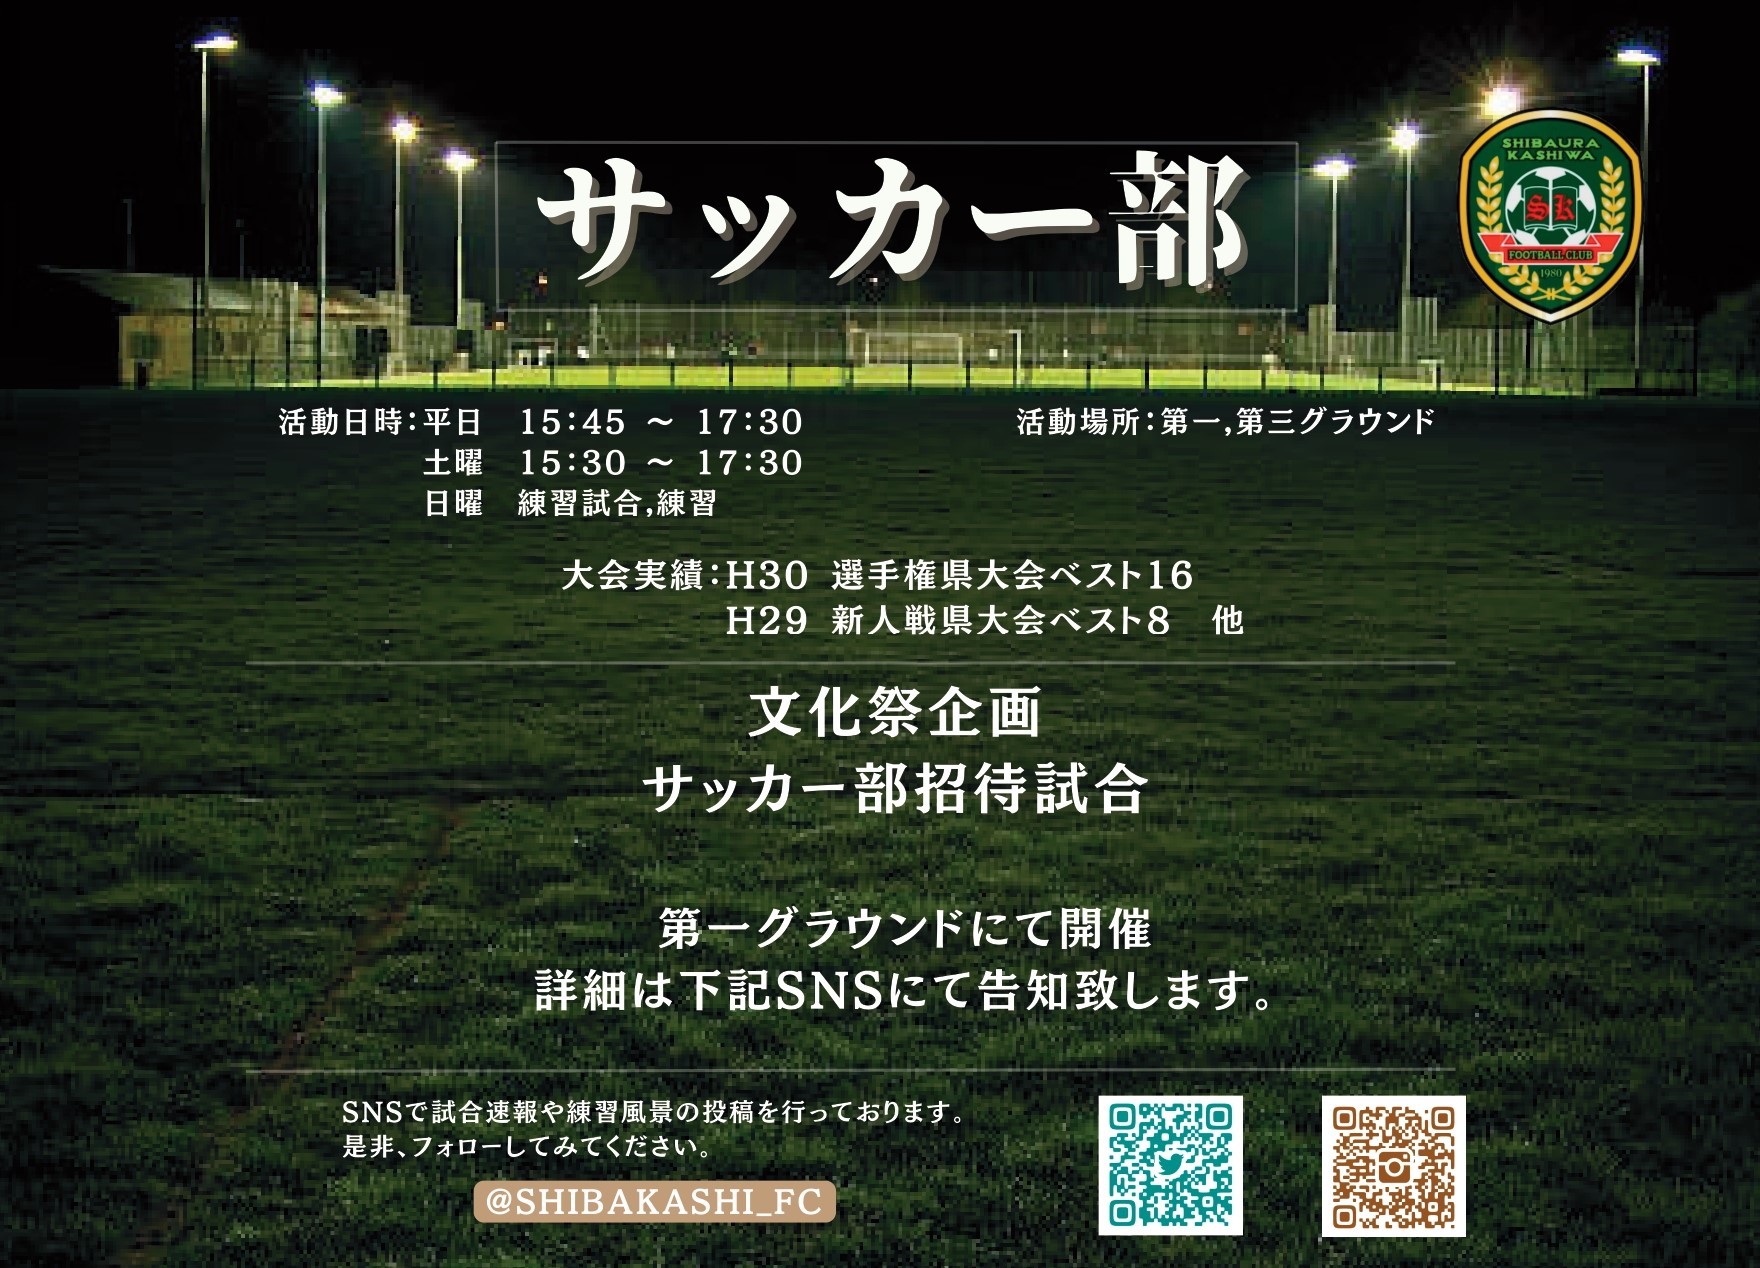 サッカー部
SHIBAURA
KASHIWA
SK
FOOTBALL CLUB
1980
活動日時：平日　15：45 ～ 17：30
活動場所：第一,第三グラウンド
土曜　15：30 ～ 17：30
日曜　練習試合,練習
大会実績：H30 選手権県大会ベスト16
H29 新人戦県大会ベスト8　他
文化祭企画
サッカー部招待試合
第一グラウンドにて開催
詳細は下記SNSにて告知致します。
SNSで試合速報や練習風景の投稿を行っております。
是非、フォローしてみてください。
@SHIBAKASHI_FC